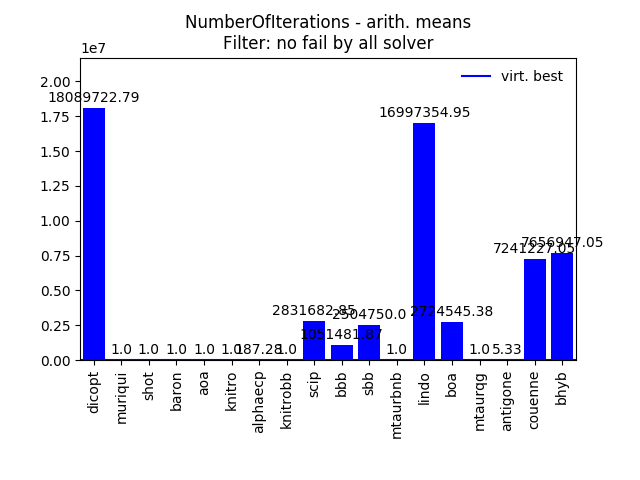 NumberOfIterations - arith. means
Filter: no fail by all solver
1e7
virt. best
2.00
1.75
1.50
1.25
1.00
0.75
0.50
0.25
0.00
18089722.79
1.0
1.0
1.0
1.0
1.0
187.28
1.0
2831682.85
1051481.87
2504750.0
1.0
16997354.95
2724545.38
1.0
5.33
7241227.05
7656947.05
dicopt
muriqui
shot
baron
aoa
knitro
alphaecp
knitrobb
scip
bbb
sbb
mtaurbnb
lindo
boa
mtaurqg
antigone
couenne
bhyb